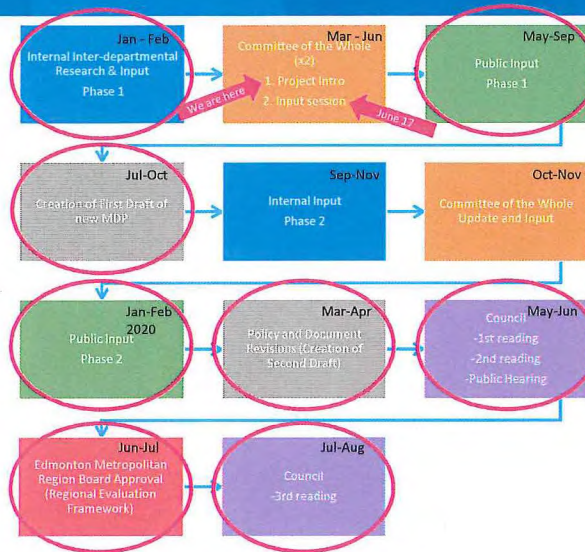 Jan - Feb
Internal Inter-departmental
Research & Input
Phase 1
Mar - Jun
Committee of the Whole
(x2)
1. Project Intro
2. Input session
We are here
June 17
May-Sep
Public Input
Phase 1
Jul-Oct
Creation of First Draft of
new MDP
Sep-Nov
Internal Input
Phase 2
Oct-Nov
Committee of the Whole
Update and Input
Jan-Feb
2020
Public Input
Phase 2
Mar-Apr
Policy and Document
Revisions (Creation of
Second Draft)
May-Jun
Council
-1st reading
-2nd reading
-Public Hearing
Jun-Jul
Edmonton Metropolitan
Region Board Approval
(Regional Evaluation
Framework)
Jul-Aug
Council
-3rd reading